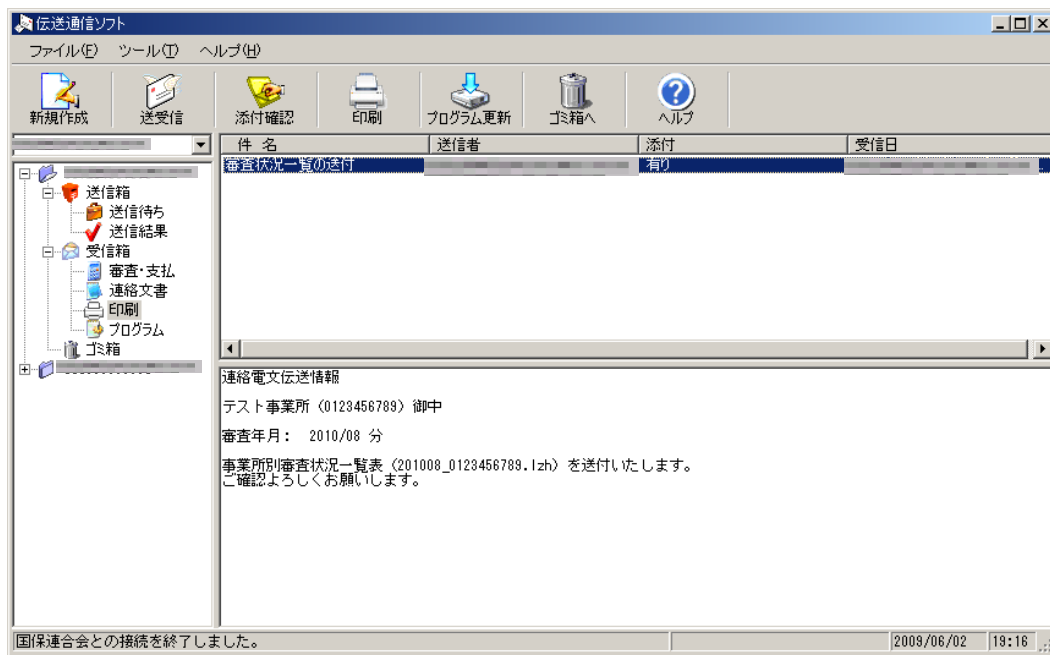 伝送通信ソフト
ファイル(F) ツール(T) ヘルプ(H)
新規作成 送受信 添付確認 印刷 プログラム更新 ゴミ箱へ ヘルプ
件 名 送信者 添付 受信日
審査状況一覧の送付 有り
送信箱
送信待ち
送信結果
受信箱
審査・支払
連絡文書
印刷
プログラム
ゴミ箱
連絡電文伝送情報
テスト事業所（0123456789）御中
審査年月： 2010/08 分
事業所別審査状況一覧表（201008_0123456789.lzh）を送付いたします。
ご確認よろしくお願いします。
国保連合会との接続を終了しました。 2009/06/02 19:16